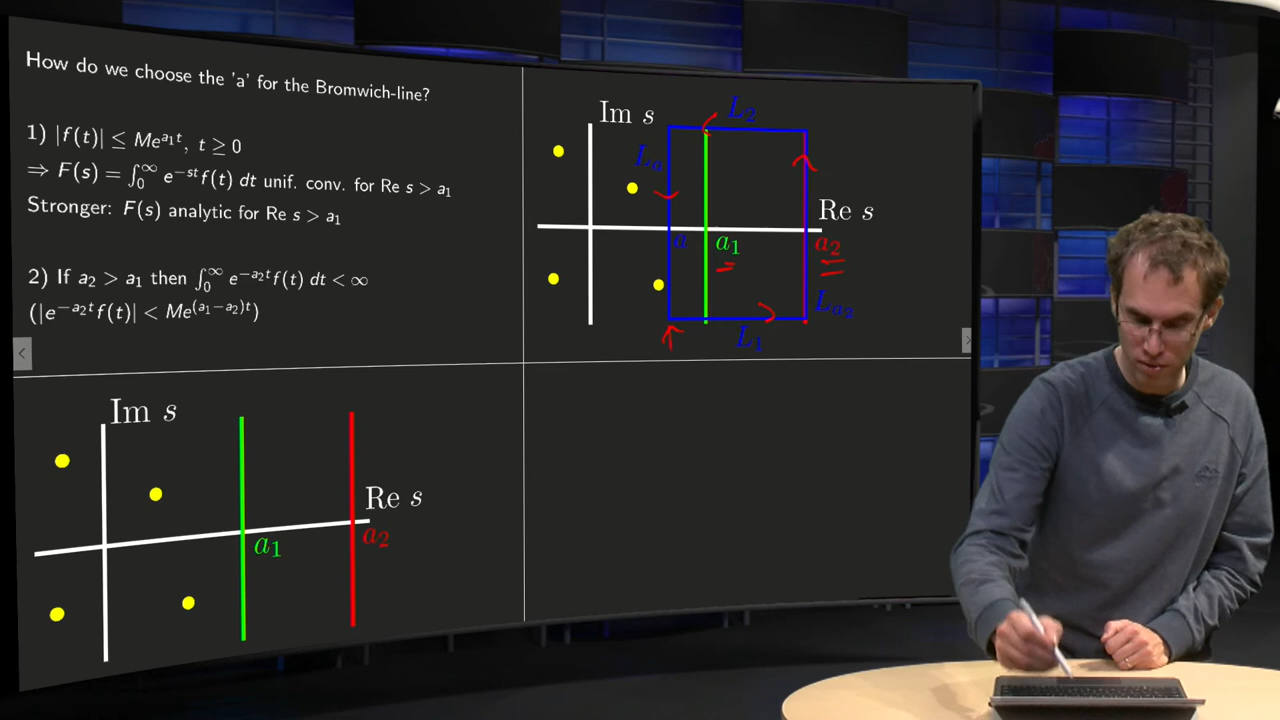 How do we choose the 'a' for the Bromwich-line?
1) |f(t)| ≤ Me^{a₁t}, t ≥ 0
⇒ F(s) = ∫₀^∞ e^{-st} f(t) dt unif. conv. for Re s > a₁
Stronger: F(s) analytic for Re s > a₁
2) If a₂ > a₁ then ∫₀^∞ e^{-a₂t} f(t) dt < ∞
(|e^{-a₂t} f(t)| < Me^{(a₁-a₂)t})
Im s
L₂
Lₐ
Re s
a
a₁
a₂
L_{a₂}
L₁
Im s
Re s
a₁
a₂